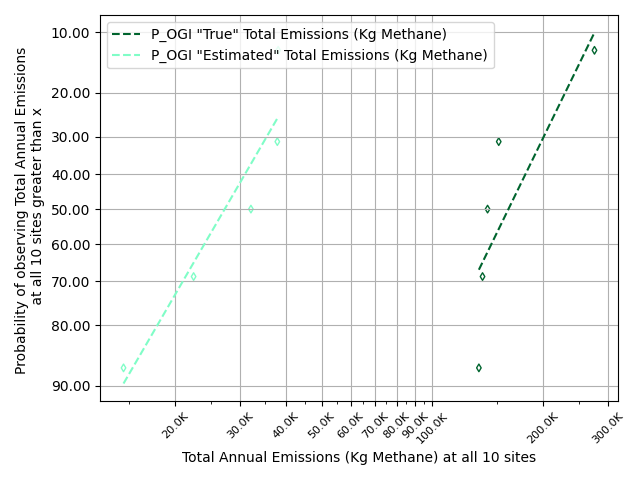 P_OGI "True" Total Emissions (Kg Methane)
P_OGI "Estimated" Total Emissions (Kg Methane)
Probability of observing Total Annual Emissions
at all 10 sites greater than x
10.00
20.00
30.00
40.00
50.00
60.00
70.00
80.00
90.00
20.0K
30.0K
40.0K
50.0K
60.0K
70.0K
80.0K
90.0K
100.0K
200.0K
300.0K
Total Annual Emissions (Kg Methane) at all 10 sites